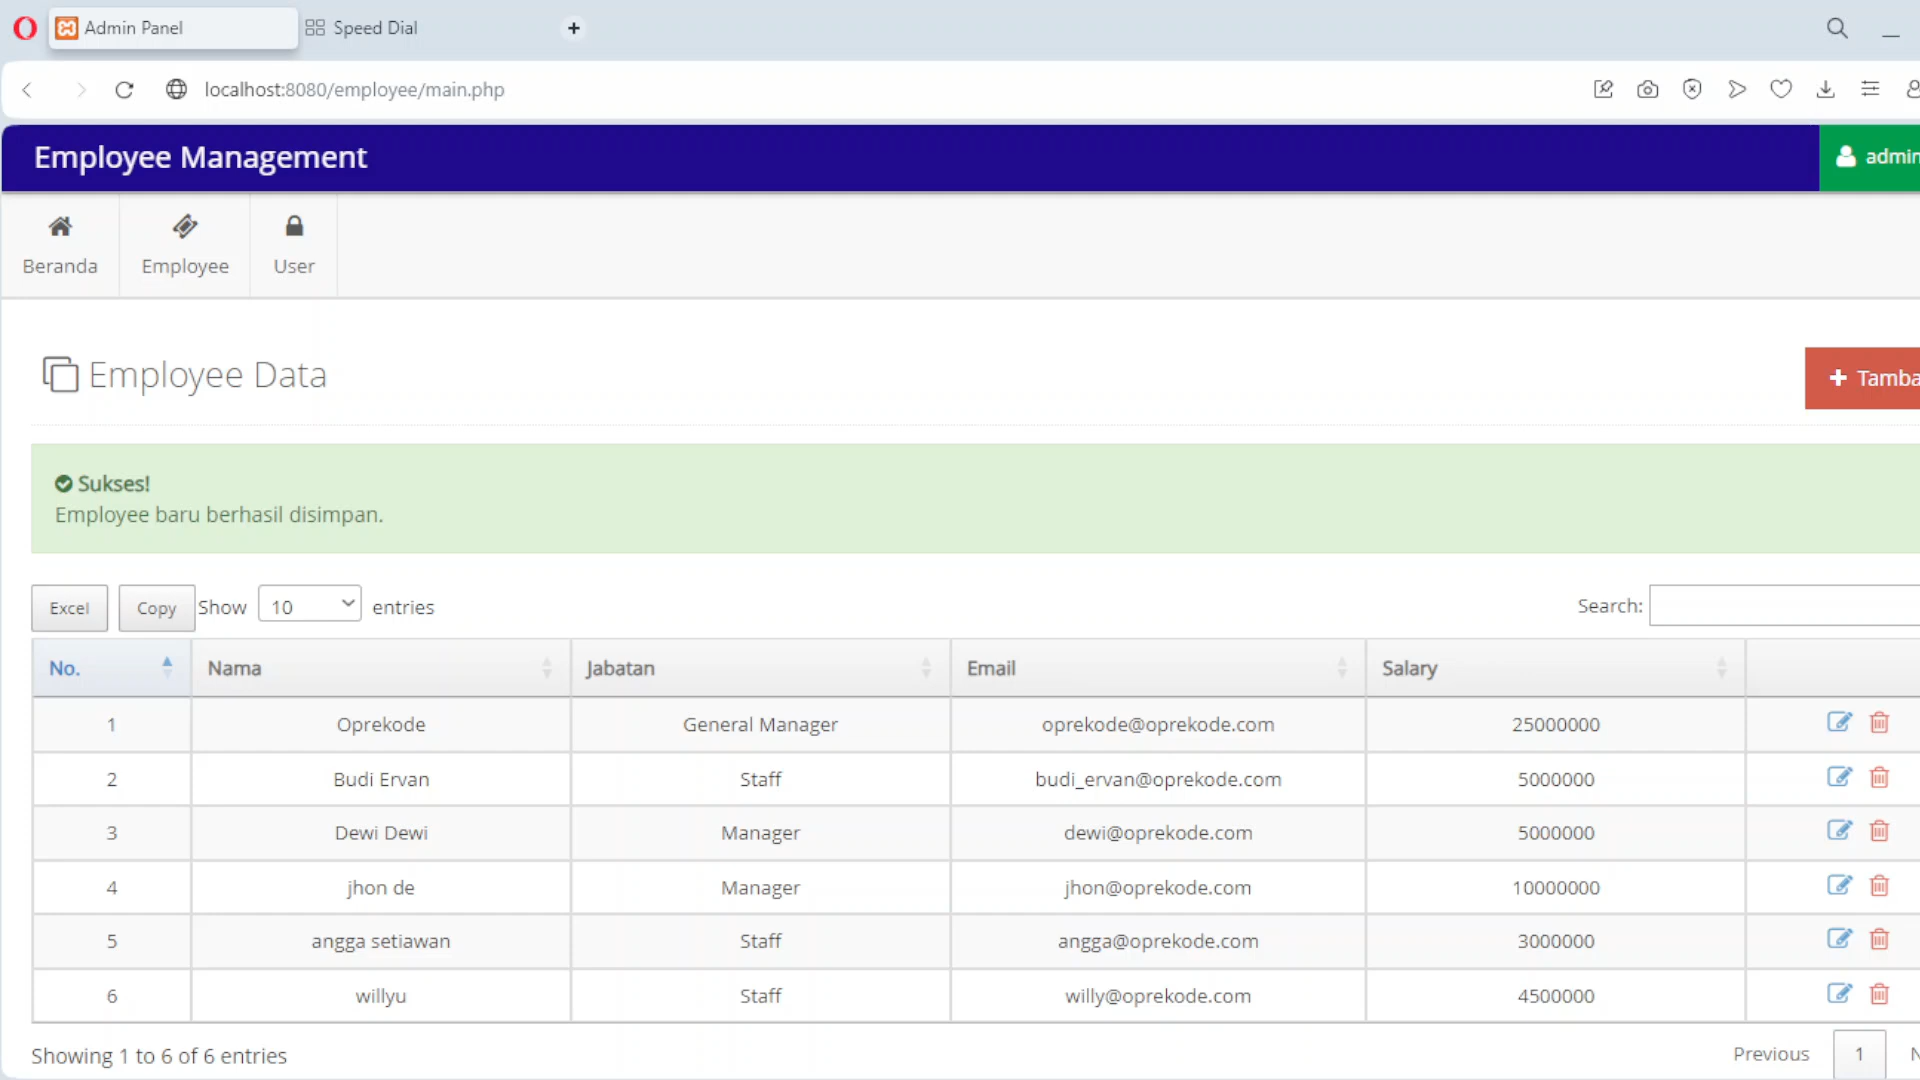 Admin Panel
Speed Dial
localhost:8080/employee/main.php
Employee Management
admin
Beranda
Employee
User
Employee Data
Tamba
Sukses!
Employee baru berhasil disimpan.
Excel Copy Show 10 entries Search:
No. Nama Jabatan Email Salary
1 Oprekode General Manager oprekode@oprekode.com 25000000
2 Budi Ervan Staff budi_ervan@oprekode.com 5000000
3 Dewi Dewi Manager dewi@oprekode.com 5000000
4 jhon de Manager jhon@oprekode.com 10000000
5 angga setiawan Staff angga@oprekode.com 3000000
6 willyu Staff willy@oprekode.com 4500000
Showing 1 to 6 of 6 entries Previous 1 N